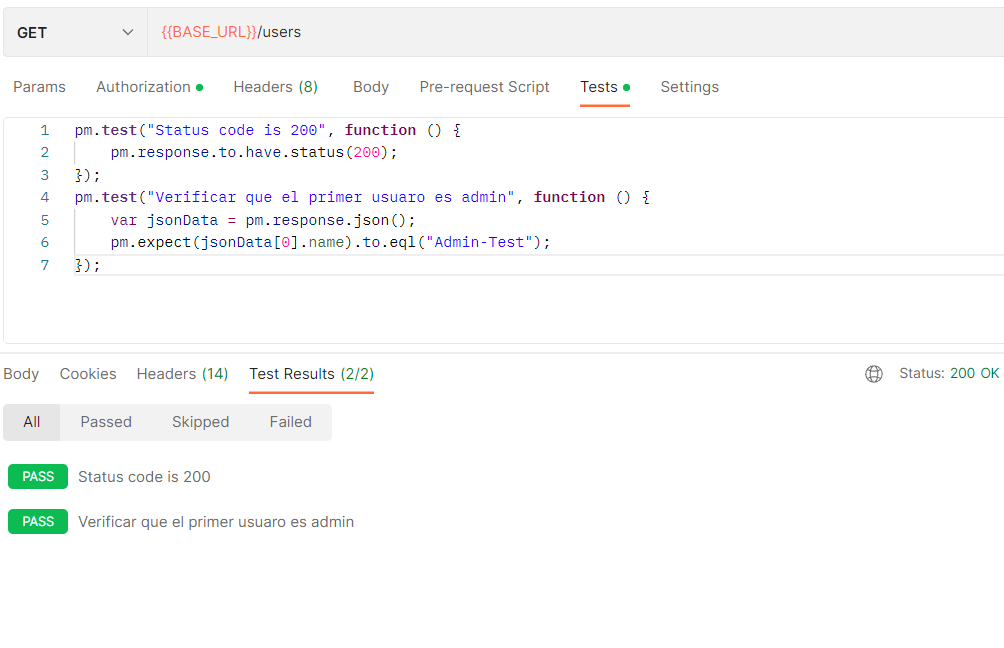 GET {{BASE_URL}}/users
Params Authorization Headers (8) Body Pre-request Script Tests Settings
1 pm.test("Status code is 200", function () {
2 pm.response.to.have.status(200);
3 });
4 pm.test("Verificar que el primer usuaro es admin", function () {
5 var jsonData = pm.response.json();
6 pm.expect(jsonData[0].name).to.eql("Admin-Test");
7 });
Body Cookies Headers (14) Test Results (2/2) Status: 200 OK
All Passed Skipped Failed
PASS Status code is 200
PASS Verificar que el primer usuaro es admin